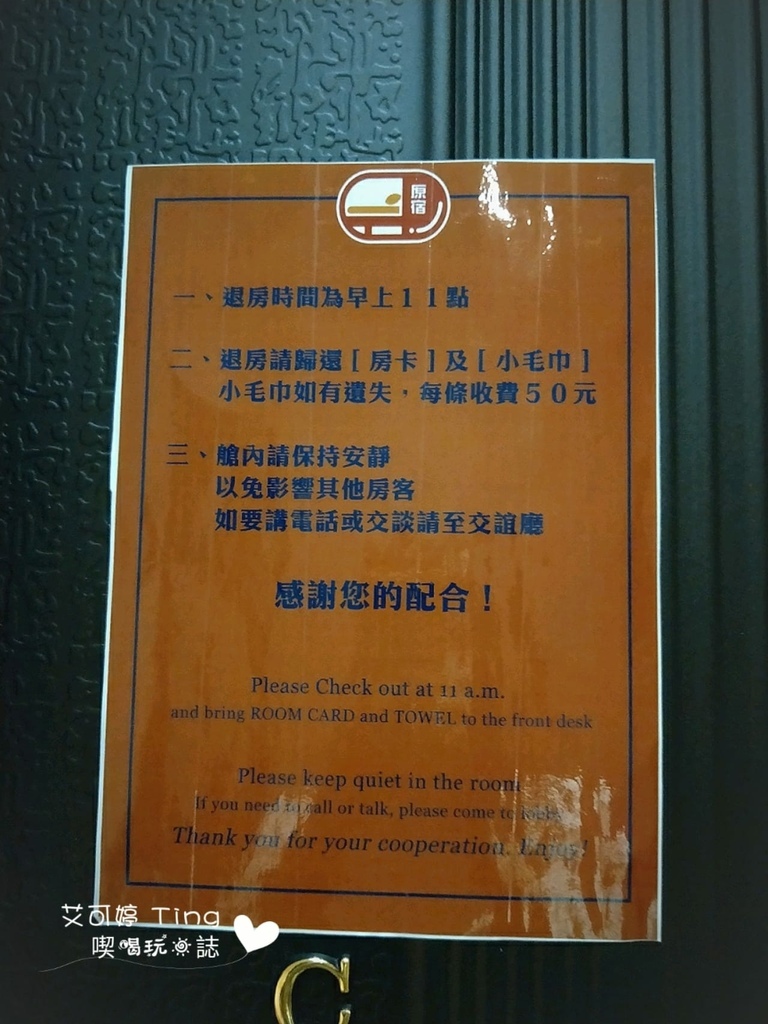 原宿
一、退房時間為早上11點
二、退房請歸還[房卡]及[小毛巾]
小毛巾如有遺失，每條收費50元
三、艙內請保持安靜
以免影響其他房客
如要講電話或交談請至交誼廳
感謝您的配合！
Please Check out at 11 a.m.
and bring ROOM CARD and TOWEL to the front desk
Please keep quiet in the room
If you need to call or talk, please come to lobby
Thank you for your cooperation. Enjoy!
艾可婷 Ting
喫喝玩樂誌
C